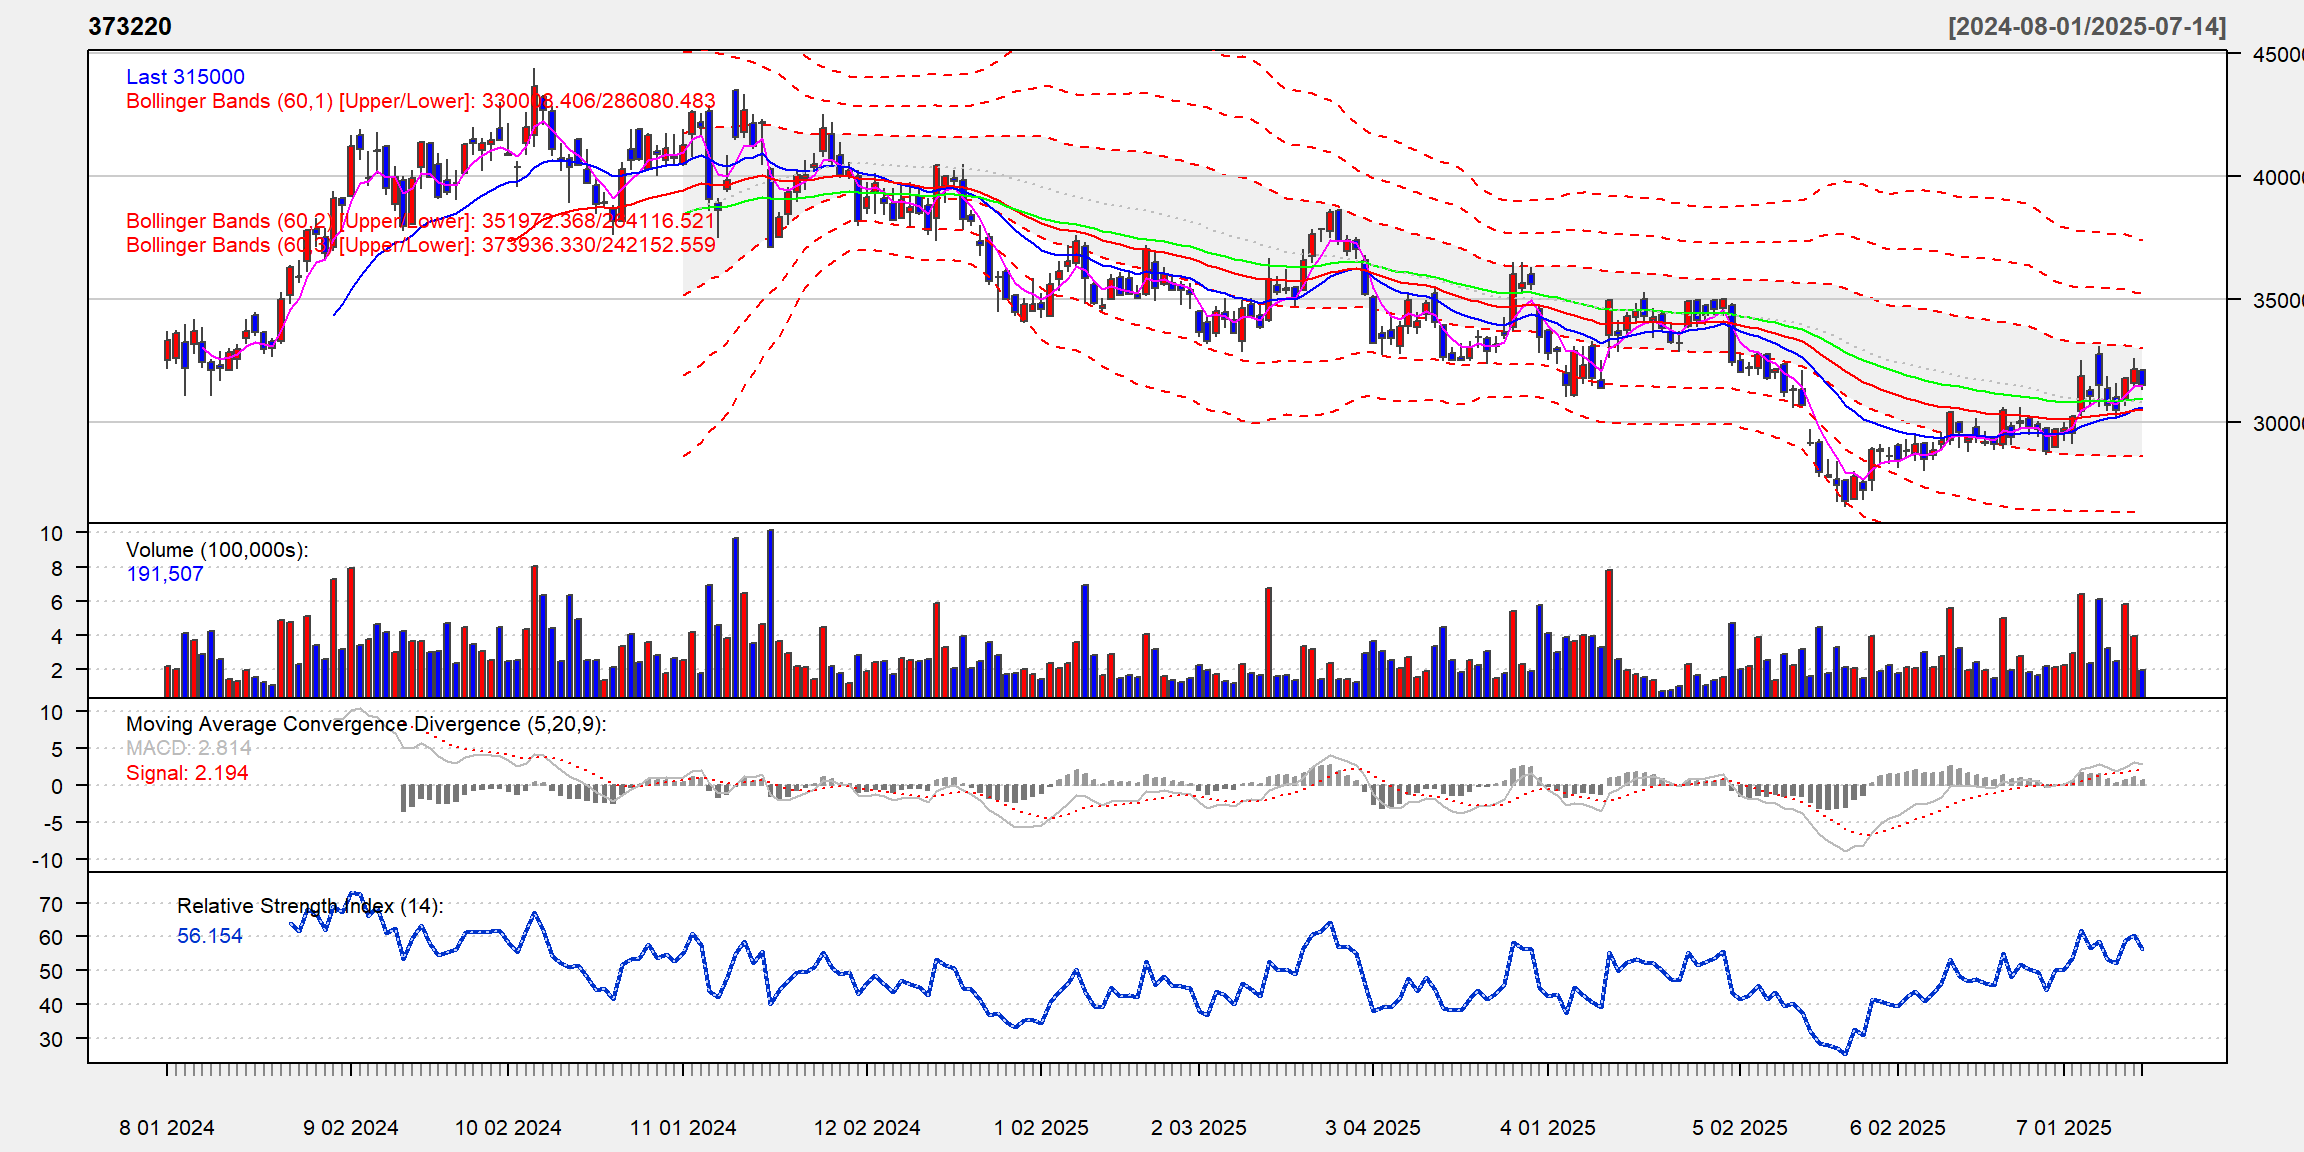 373220
[2024-08-01/2025-07-14]
Last 315000
Bollinger Bands (60,1) [Upper/Lower]: 330008.406/286080.483
Bollinger Bands (60,2) [Upper/Lower]: 351972.368/264116.521
Bollinger Bands (60,3) [Upper/Lower]: 373936.330/242152.559
45000
40000
35000
30000
Volume (100,000s):
191,507
10
8
6
4
2
Moving Average Convergence Divergence (5,20,9):
MACD: 2.814
Signal: 2.194
10
5
0
-5
-10
Relative Strength Index (14):
56.154
70
60
50
40
30
8 01 2024
9 02 2024
10 02 2024
11 01 2024
12 02 2024
1 02 2025
2 03 2025
3 04 2025
4 01 2025
5 02 2025
6 02 2025
7 01 2025